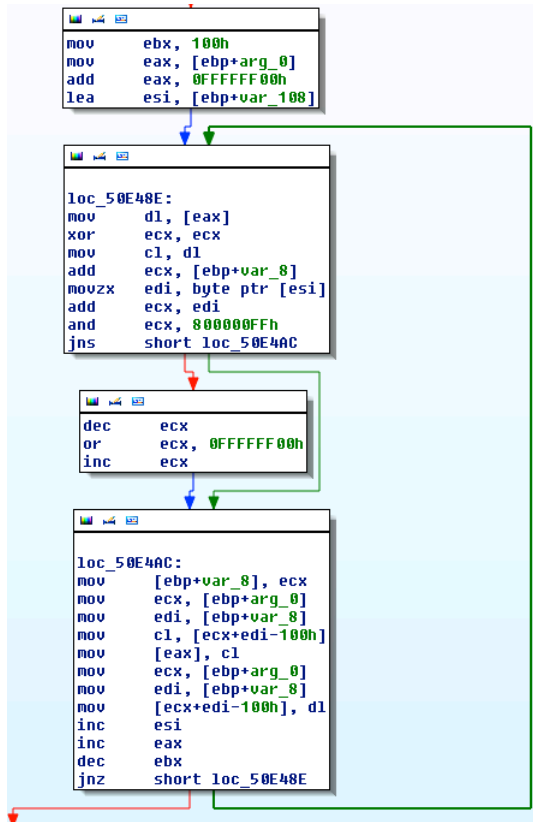 mov ebx, 100h
mov eax, [ebp+arg_0]
add eax, 0FFFFFF00h
lea esi, [ebp+var_108]
loc_50E48E:
mov dl, [eax]
xor ecx, ecx
mov cl, dl
add ecx, [ebp+var_8]
movzx edi, byte ptr [esi]
add ecx, edi
and ecx, 800000FFh
jns short loc_50E4AC
dec ecx
or ecx, 0FFFFFF00h
inc ecx
loc_50E4AC:
mov [ebp+var_8], ecx
mov ecx, [ebp+arg_0]
mov edi, [ebp+var_8]
mov cl, [ecx+edi-100h]
mov [eax], cl
mov ecx, [ebp+arg_0]
mov edi, [ebp+var_8]
mov [ecx+edi-100h], dl
inc esi
inc eax
dec ebx
jnz short loc_50E48E